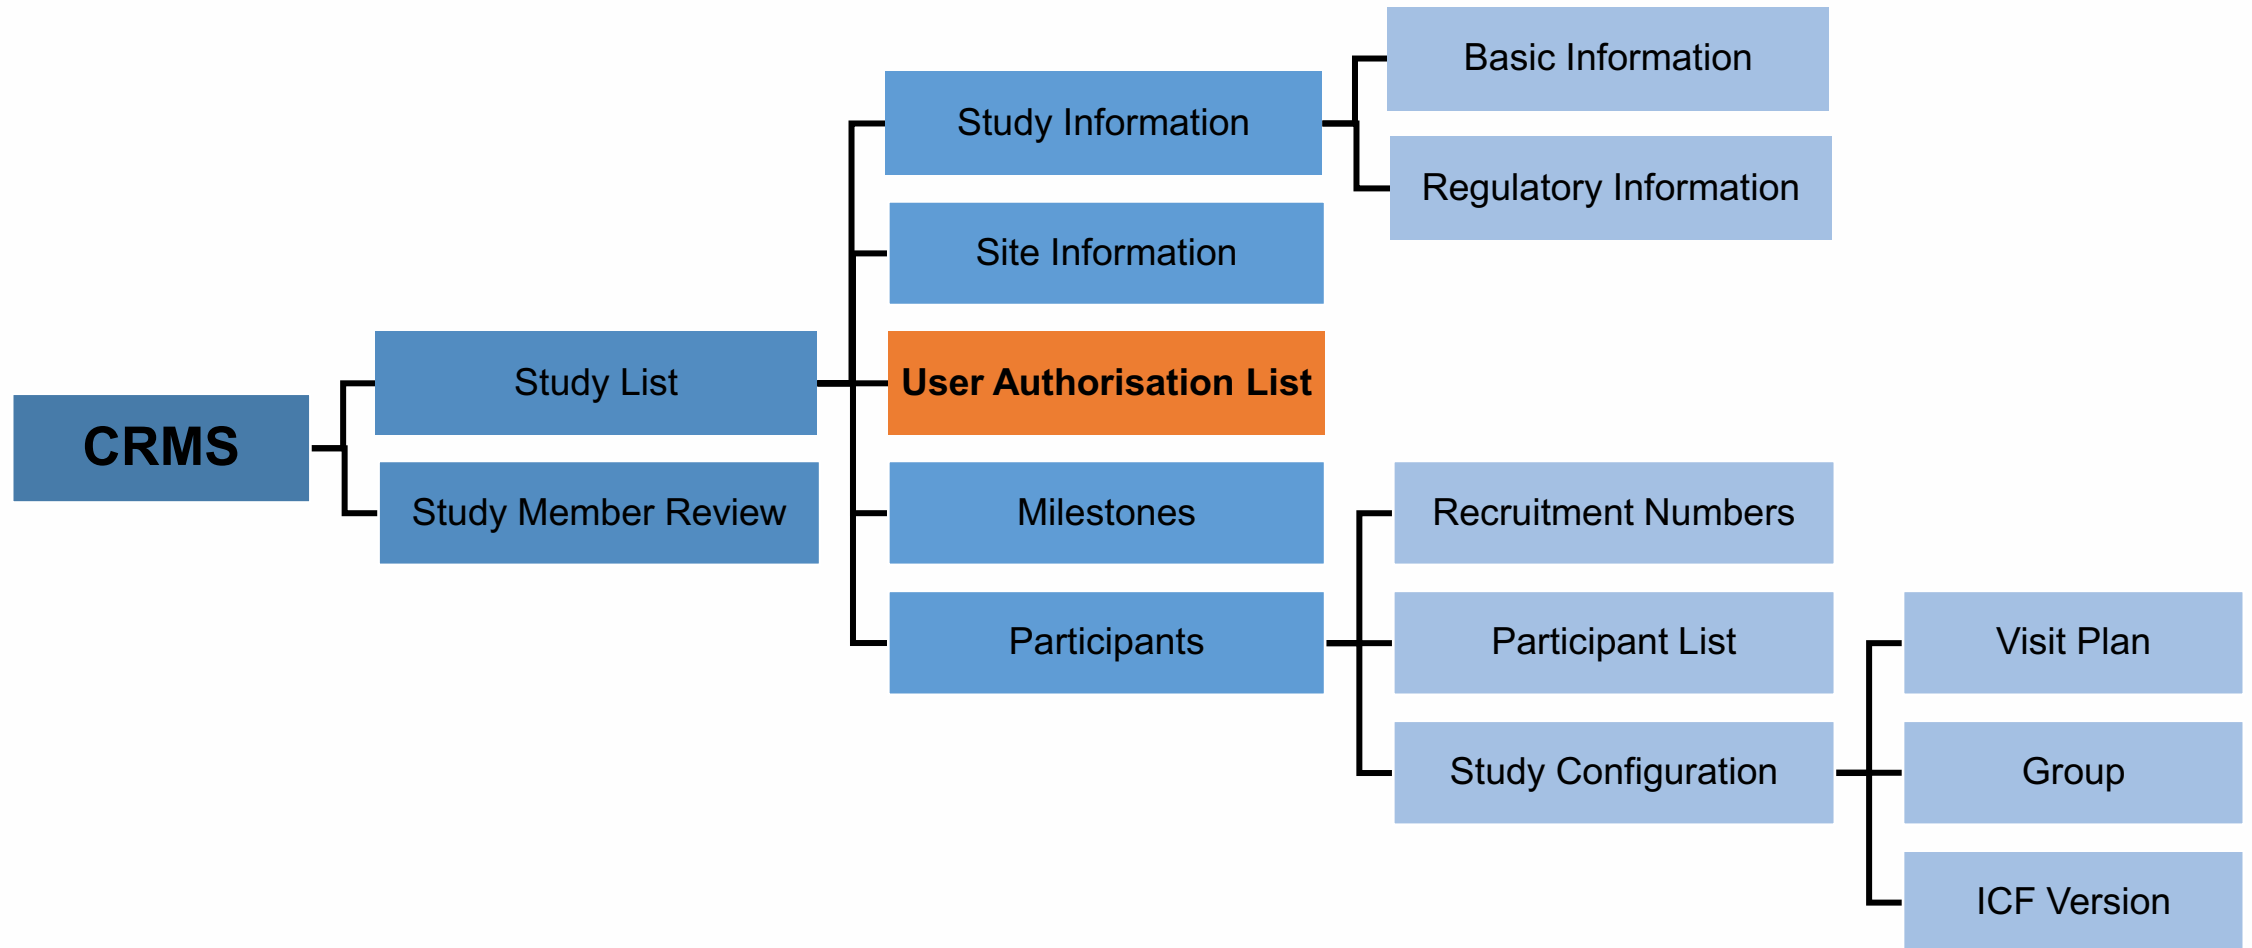 CRMS
Study List
Study Member Review
Study Information
Site Information
User Authorisation List
Milestones
Participants
Basic Information
Regulatory Information
Recruitment Numbers
Participant List
Study Configuration
Visit Plan
Group
ICF Version